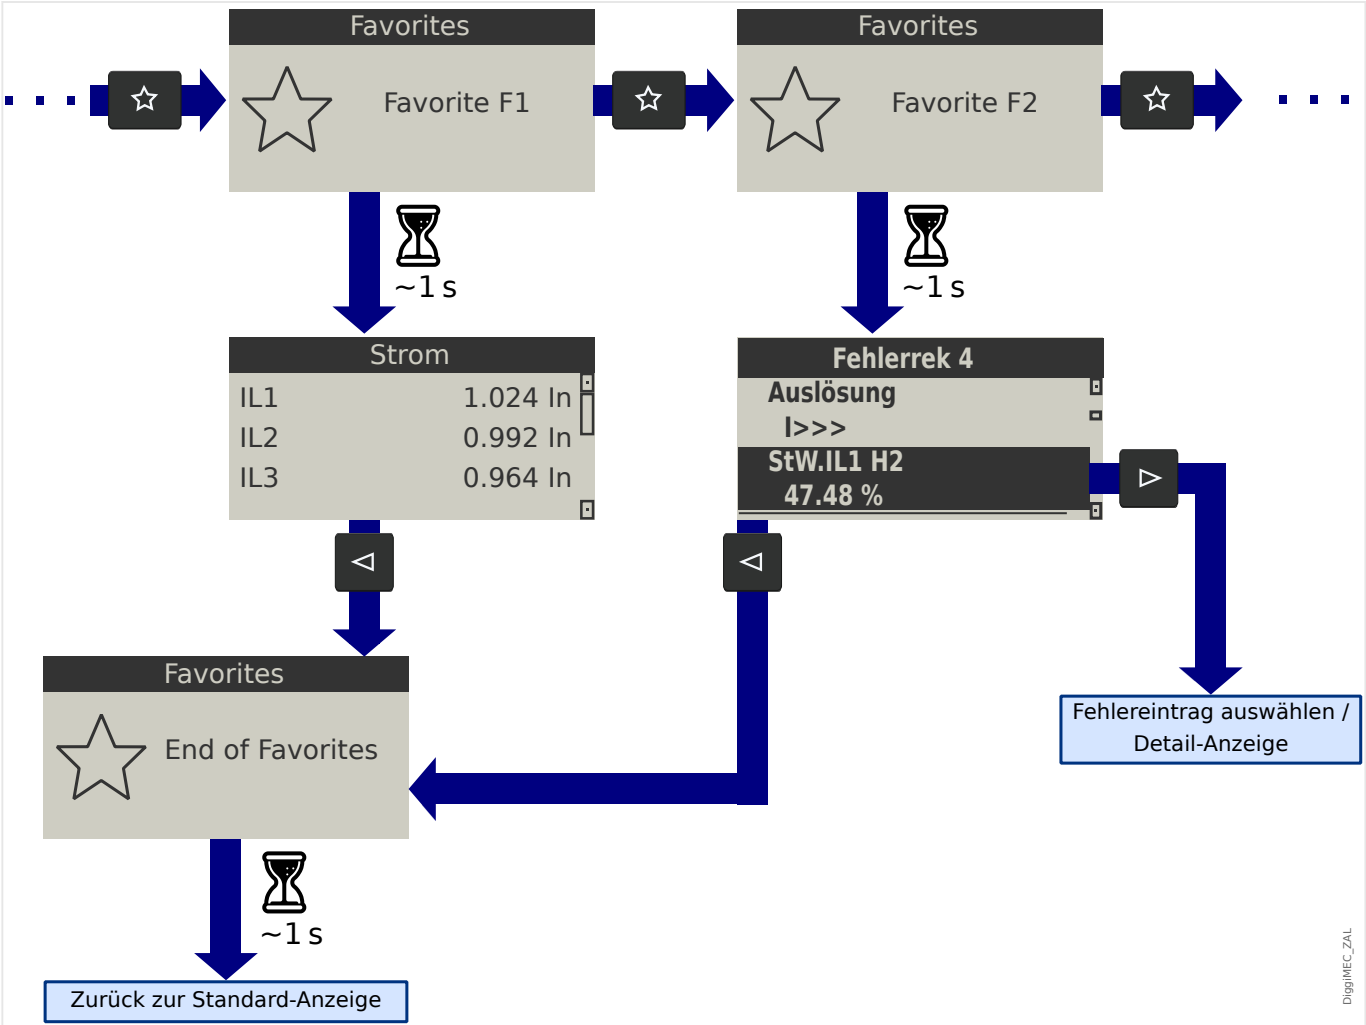 Favorites
Favorite F1
Favorites
Favorite F2
~1 s
~1 s
Strom
IL1 1.024 In
IL2 0.992 In
IL3 0.964 In
Fehlerrek 4
Auslösung
I>>>
StW.IL1 H2
47.48 %
Favorites
End of Favorites
Fehlereintrag auswählen /
Detail-Anzeige
~1 s
Zurück zur Standard-Anzeige
DiggiMEC_ZAL